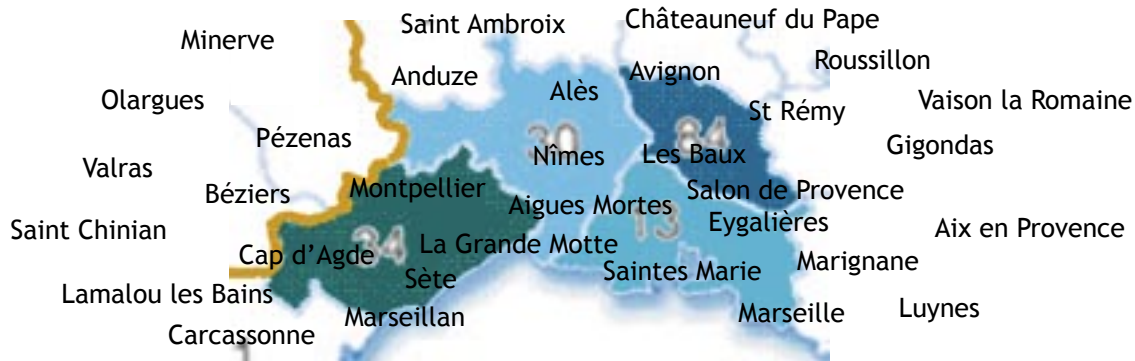 Saint Ambroix
Châteauneuf du Pape
Minerve
Roussillon
Anduze
Avignon
Alès
Olargues
Vaison la Romaine
St Rémy
Pézenas
30
84
Gigondas
Nîmes
Les Baux
Valras
Béziers
Montpellier
Salon de Provence
Aigues Mortes
Eygalières
13
Saint Chinian
Aix en Provence
Cap d'Agde
34
La Grande Motte
Sète
Saintes Marie
Marignane
Lamalou les Bains
Marseillan
Marseille
Luynes
Carcassonne